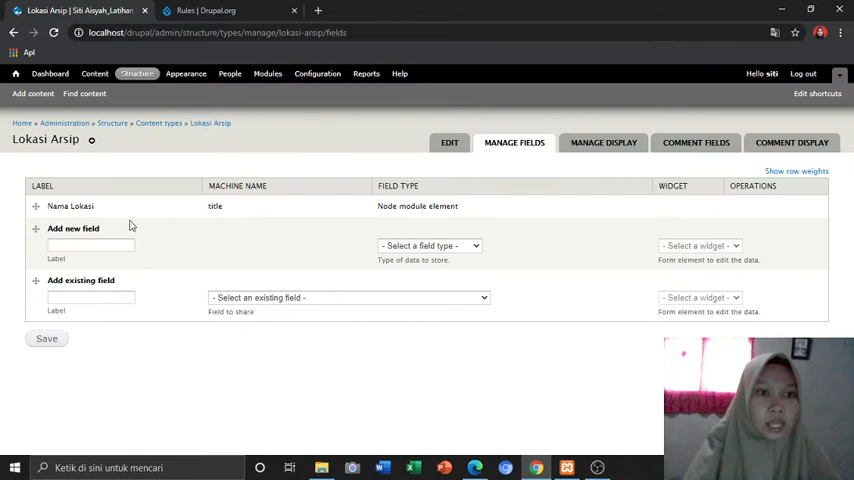 Lokasi Arsip | Siti Aisyah_Latihan
Rules | Drupal.org
localhost/drupal/admin/structure/types/manage/lokasi-arsip/fields
Apl
Dashboard Content Structure Appearance People Modules Configuration Reports Help
Hello siti Log out
Add content Find content
Edit shortcuts
Home » Administration » Structure » Content types » Lokasi Arsip
Lokasi Arsip
EDIT MANAGE FIELDS MANAGE DISPLAY COMMENT FIELDS COMMENT DISPLAY
Show row weights
LABEL MACHINE NAME FIELD TYPE WIDGET OPERATIONS
Nama Lokasi title Node module element
Add new field
- Select a field type - - Select a widget -
Label Type of data to store. Form element to edit the data.
Add existing field
- Select an existing field - - Select a widget -
Label Field to share Form element to edit the data.
Save
Ketik di sini untuk mencari